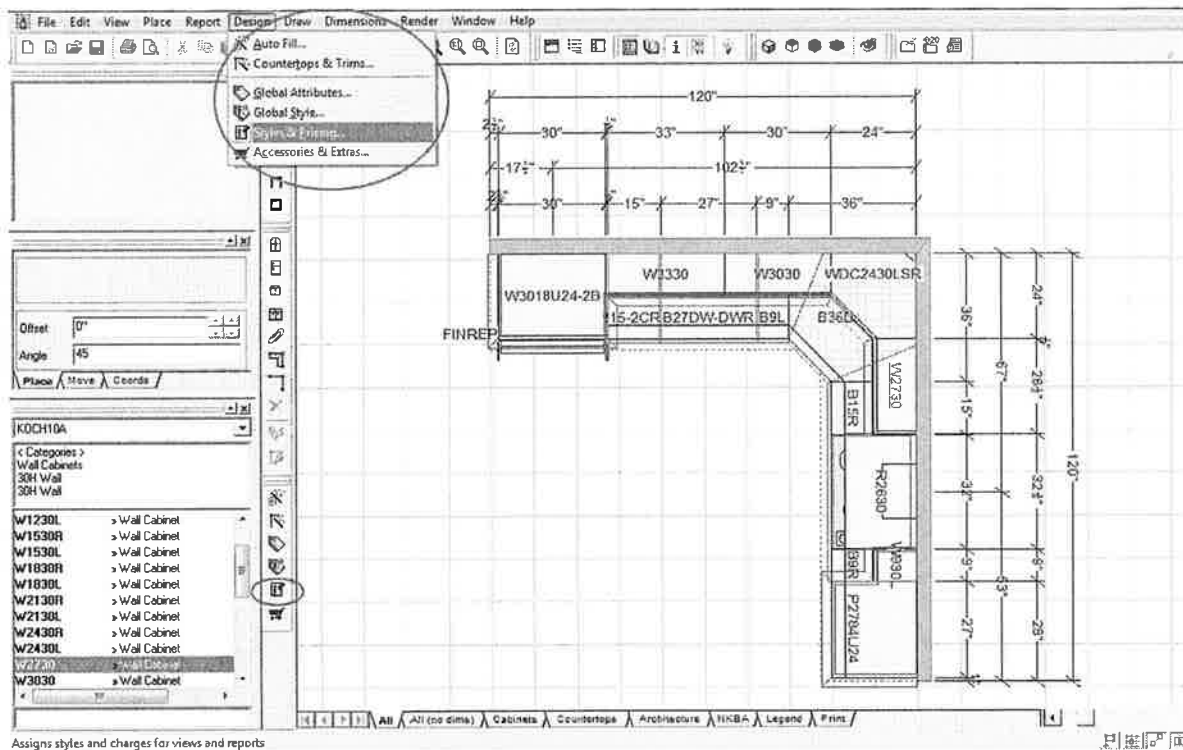 File Edit View Place Report Design Draw Dimensions Render Window Help
Auto Fill...
Countertops & Trims...
Global Attributes...
Global Style...
Styles & Pricing...
Accessories & Extras...
120"
30" 33" 30" 24"
102½"
30" 15" 27" 9" 36"
W3330 W3030 WDC2430LSR
W3018U24-2B
15-2CR B27DW-DWR B9L
FINREP
W2730
B15R
R2630
B9R
P2784LJ24
24"
36"
67"
28½"
15"
120"
32"
32½"
9"
53"
27"
28"
Offset 0"
Angle 45
Place Move Coords
KOCH10A
< Categories >
Wall Cabinets
30H Wall
30H Wall
W1230L » Wall Cabinet
W1530R » Wall Cabinet
W1530L » Wall Cabinet
W1830R » Wall Cabinet
W1830L » Wall Cabinet
W2130R » Wall Cabinet
W2130L » Wall Cabinet
W2430R » Wall Cabinet
W2430L » Wall Cabinet
W2730 » Wall Cabinet
W3030 » Wall Cabinet
All All (no dims) Cabinets Countertops Architecture NKBA Legend Print
Assigns styles and charges for views and reports